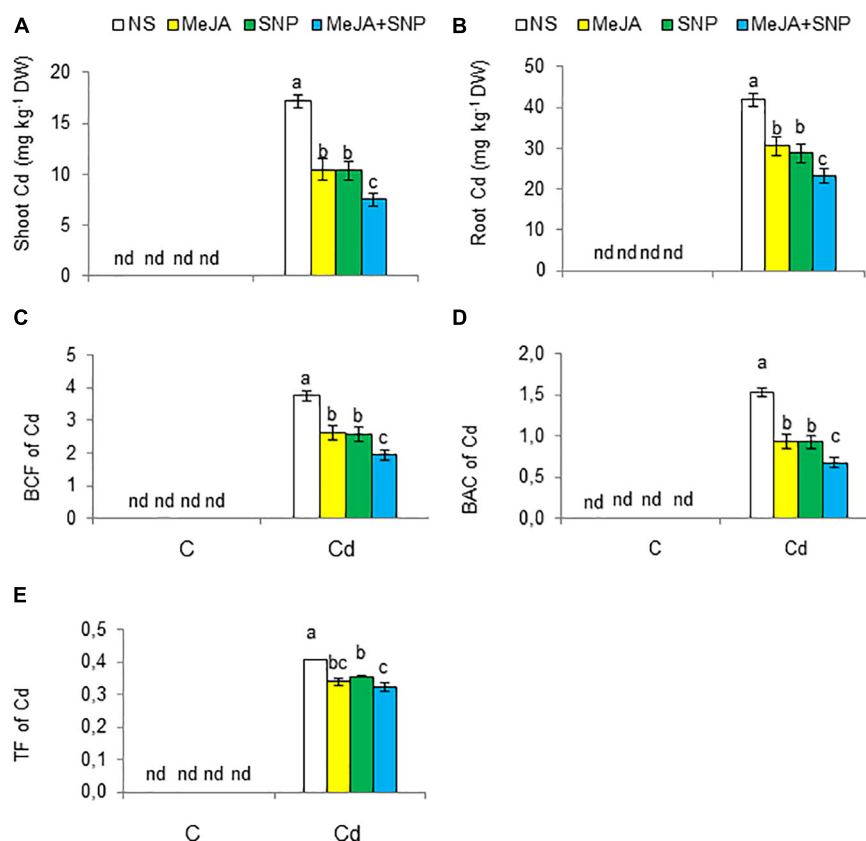 A
NS MeJA SNP MeJA+SNP
Shoot Cd (mg kg⁻¹ DW)
20
15
10
5
0
nd nd nd nd
a
b
b
c
B
NS MeJA SNP MeJA+SNP
Root Cd (mg kg⁻¹ DW)
50
40
30
20
10
0
nd nd nd nd
a
b
b
c
C
BCF of Cd
5
4
3
2
1
0
nd nd nd nd
a
b
b
c
C Cd
D
BAC of Cd
2,0
1,5
1,0
0,5
0,0
nd nd nd nd
a
b
b
c
C Cd
E
TF of Cd
0,5
0,4
0,3
0,2
0,1
0,0
nd nd nd nd
a
bc
b
c
C Cd